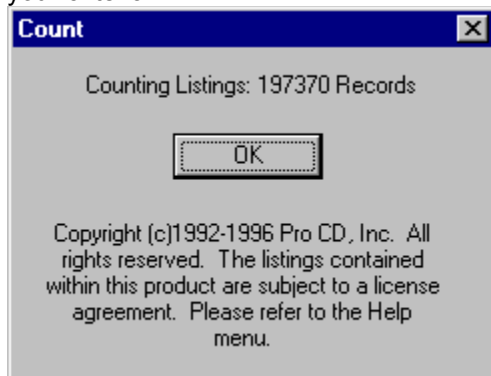 Count
Counting Listings: 197370 Records
OK
Copyright (c)1992-1996 Pro CD, Inc. All
rights reserved. The listings contained
within this product are subject to a license
agreement. Please refer to the Help
menu.